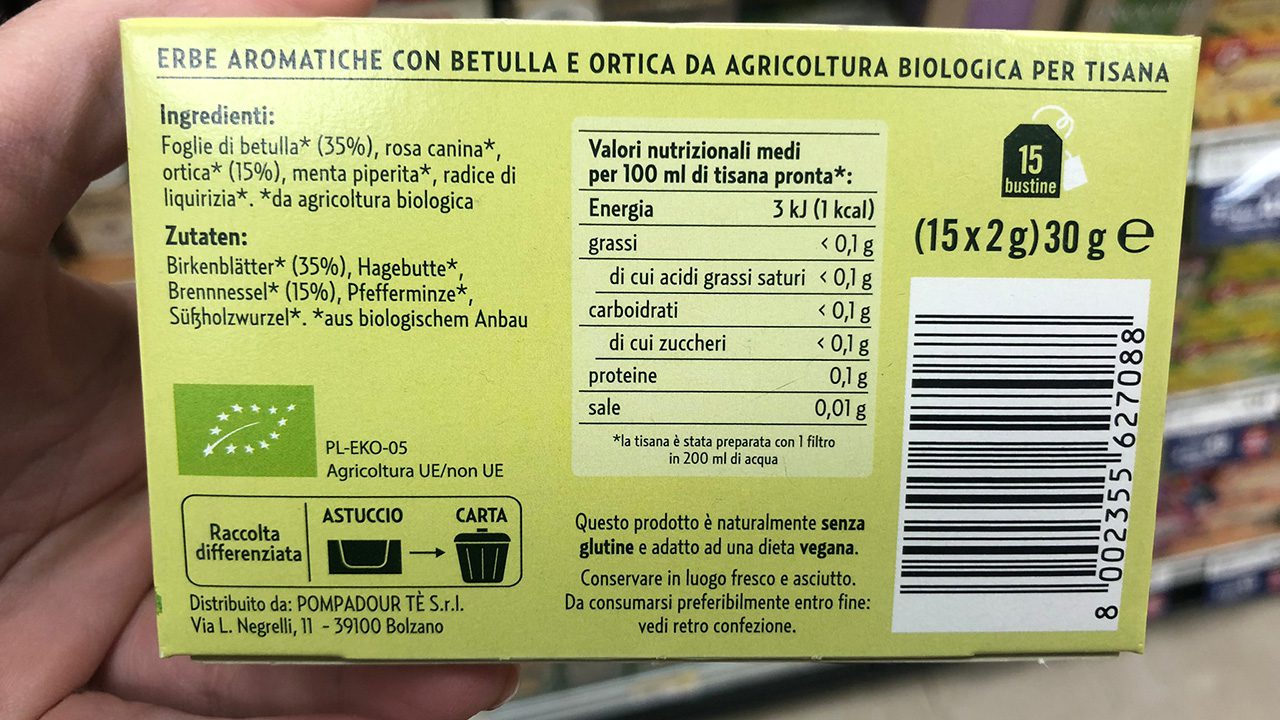 ERBE AROMATICHE CON BETULLA E ORTICA DA AGRICOLTURA BIOLOGICA PER TISANA
Ingredienti:
Foglie di betulla* (35%), rosa canina*,
ortica* (15%), menta piperita*, radice di
liquirizia*. *da agricoltura biologica
Zutaten:
Birkenblätter* (35%), Hagebutte*,
Brennnessel* (15%), Pfefferminze*,
Süßholzwurzel*. *aus biologischem Anbau
PL-EKO-05
Agricoltura UE/non UE
Raccolta
differenziata
ASTUCCIO
CARTA
Distribuito da: POMPADOUR TÈ S.r.l.
Via L. Negrelli, 11 - 39100 Bolzano
Valori nutrizionali medi
per 100 ml di tisana pronta*:
Energia 3 kJ (1 kcal)
grassi < 0,1 g
di cui acidi grassi saturi < 0,1 g
carboidrati < 0,1 g
di cui zuccheri < 0,1 g
proteine 0,1 g
sale 0,01 g
*la tisana è stata preparata con 1 filtro
in 200 ml di acqua
Questo prodotto è naturalmente senza
glutine e adatto ad una dieta vegana.
Conservare in luogo fresco e asciutto.
Da consumarsi preferibilmente entro fine:
vedi retro confezione.
15
bustine
(15 x 2 g) 30 g e
8 002355 627088